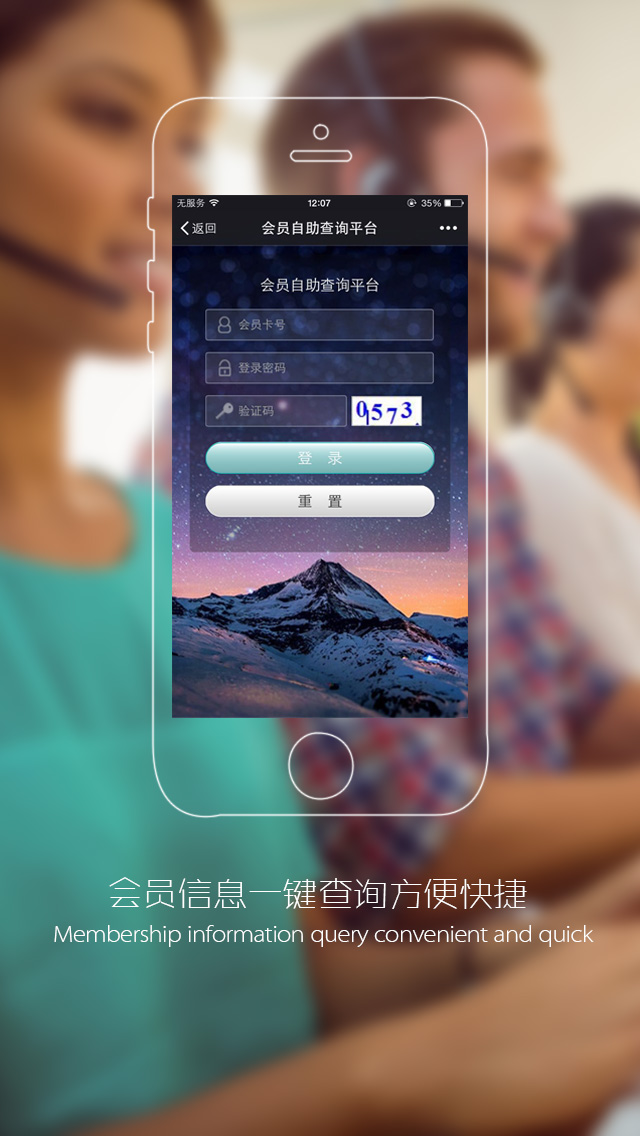 无服务 12:07 35%
返回 会员自助查询平台
会员自助查询平台
会员卡号
登录密码
验证码 0573
登 录
重 置
会员信息一键查询方便快捷
Membership information query convenient and quick